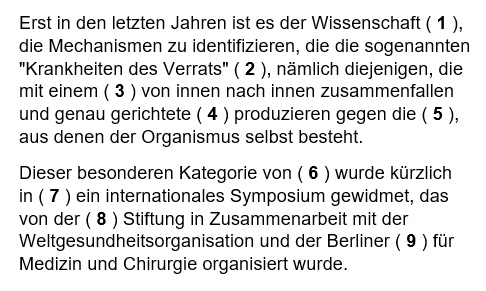 Erst in den letzten Jahren ist es der Wissenschaft ( 1 ),
die Mechanismen zu identifizieren, die die sogenannten
"Krankheiten des Verrats" ( 2 ), nämlich diejenigen, die
mit einem ( 3 ) von innen nach innen zusammenfallen
und genau gerichtete ( 4 ) produzieren gegen die ( 5 ),
aus denen der Organismus selbst besteht.
Dieser besonderen Kategorie von ( 6 ) wurde kürzlich
in ( 7 ) ein internationales Symposium gewidmet, das
von der ( 8 ) Stiftung in Zusammenarbeit mit der
Weltgesundheitsorganisation und der Berliner ( 9 ) für
Medizin und Chirurgie organisiert wurde.